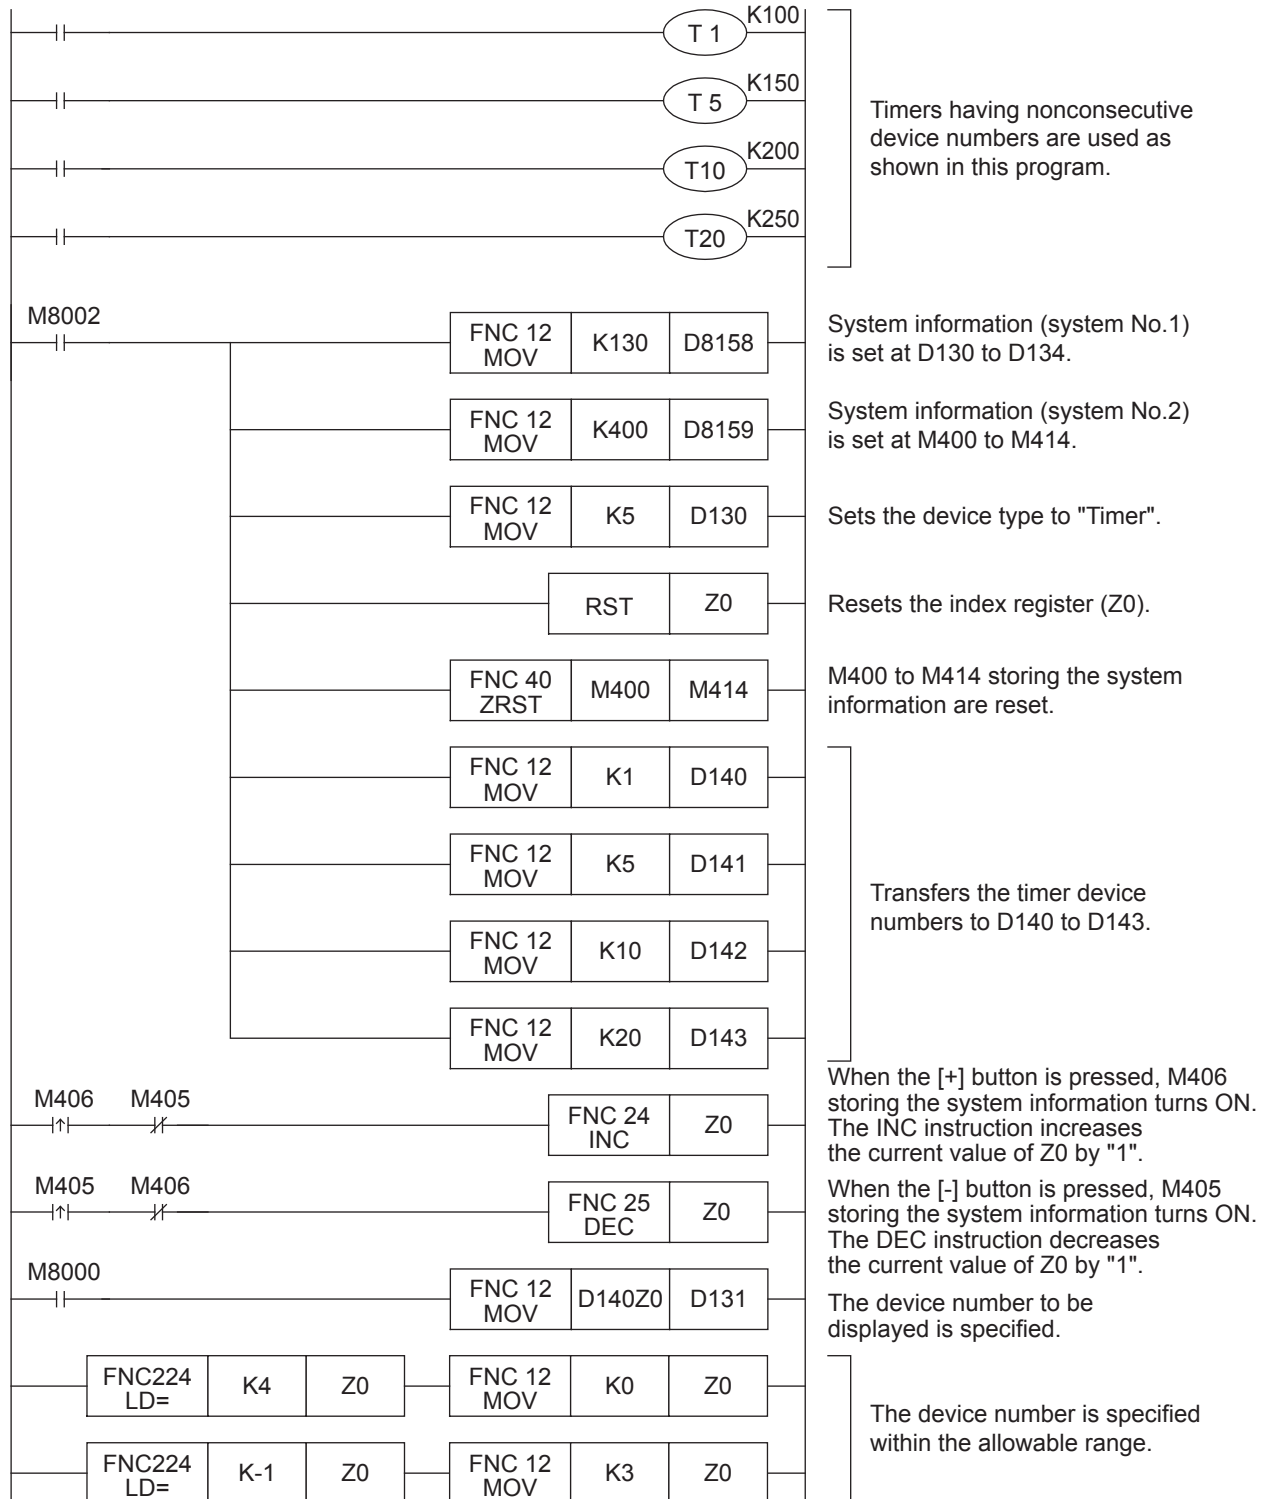 K100
T 1
K150
T 5
K200
T10
K250
T20
Timers having nonconsecutive
device numbers are used as
shown in this program.
M8002
FNC 12
MOV
K130
D8158
System information (system No.1)
is set at D130 to D134.
FNC 12
MOV
K400
D8159
System information (system No.2)
is set at M400 to M414.
FNC 12
MOV
K5
D130
Sets the device type to "Timer".
RST
Z0
Resets the index register (Z0).
FNC 40
ZRST
M400
M414
M400 to M414 storing the system
information are reset.
FNC 12
MOV
K1
D140
FNC 12
MOV
K5
D141
FNC 12
MOV
K10
D142
FNC 12
MOV
K20
D143
Transfers the timer device
numbers to D140 to D143.
M406
M405
FNC 24
INC
Z0
When the [+] button is pressed, M406
storing the system information turns ON.
The INC instruction increases
the current value of Z0 by "1".
M405
M406
FNC 25
DEC
Z0
When the [-] button is pressed, M405
storing the system information turns ON.
The DEC instruction decreases
the current value of Z0 by "1".
M8000
FNC 12
MOV
D140Z0
D131
The device number to be
displayed is specified.
FNC224
LD=
K4
Z0
FNC 12
MOV
K0
Z0
FNC224
LD=
K-1
Z0
FNC 12
MOV
K3
Z0
The device number is specified
within the allowable range.